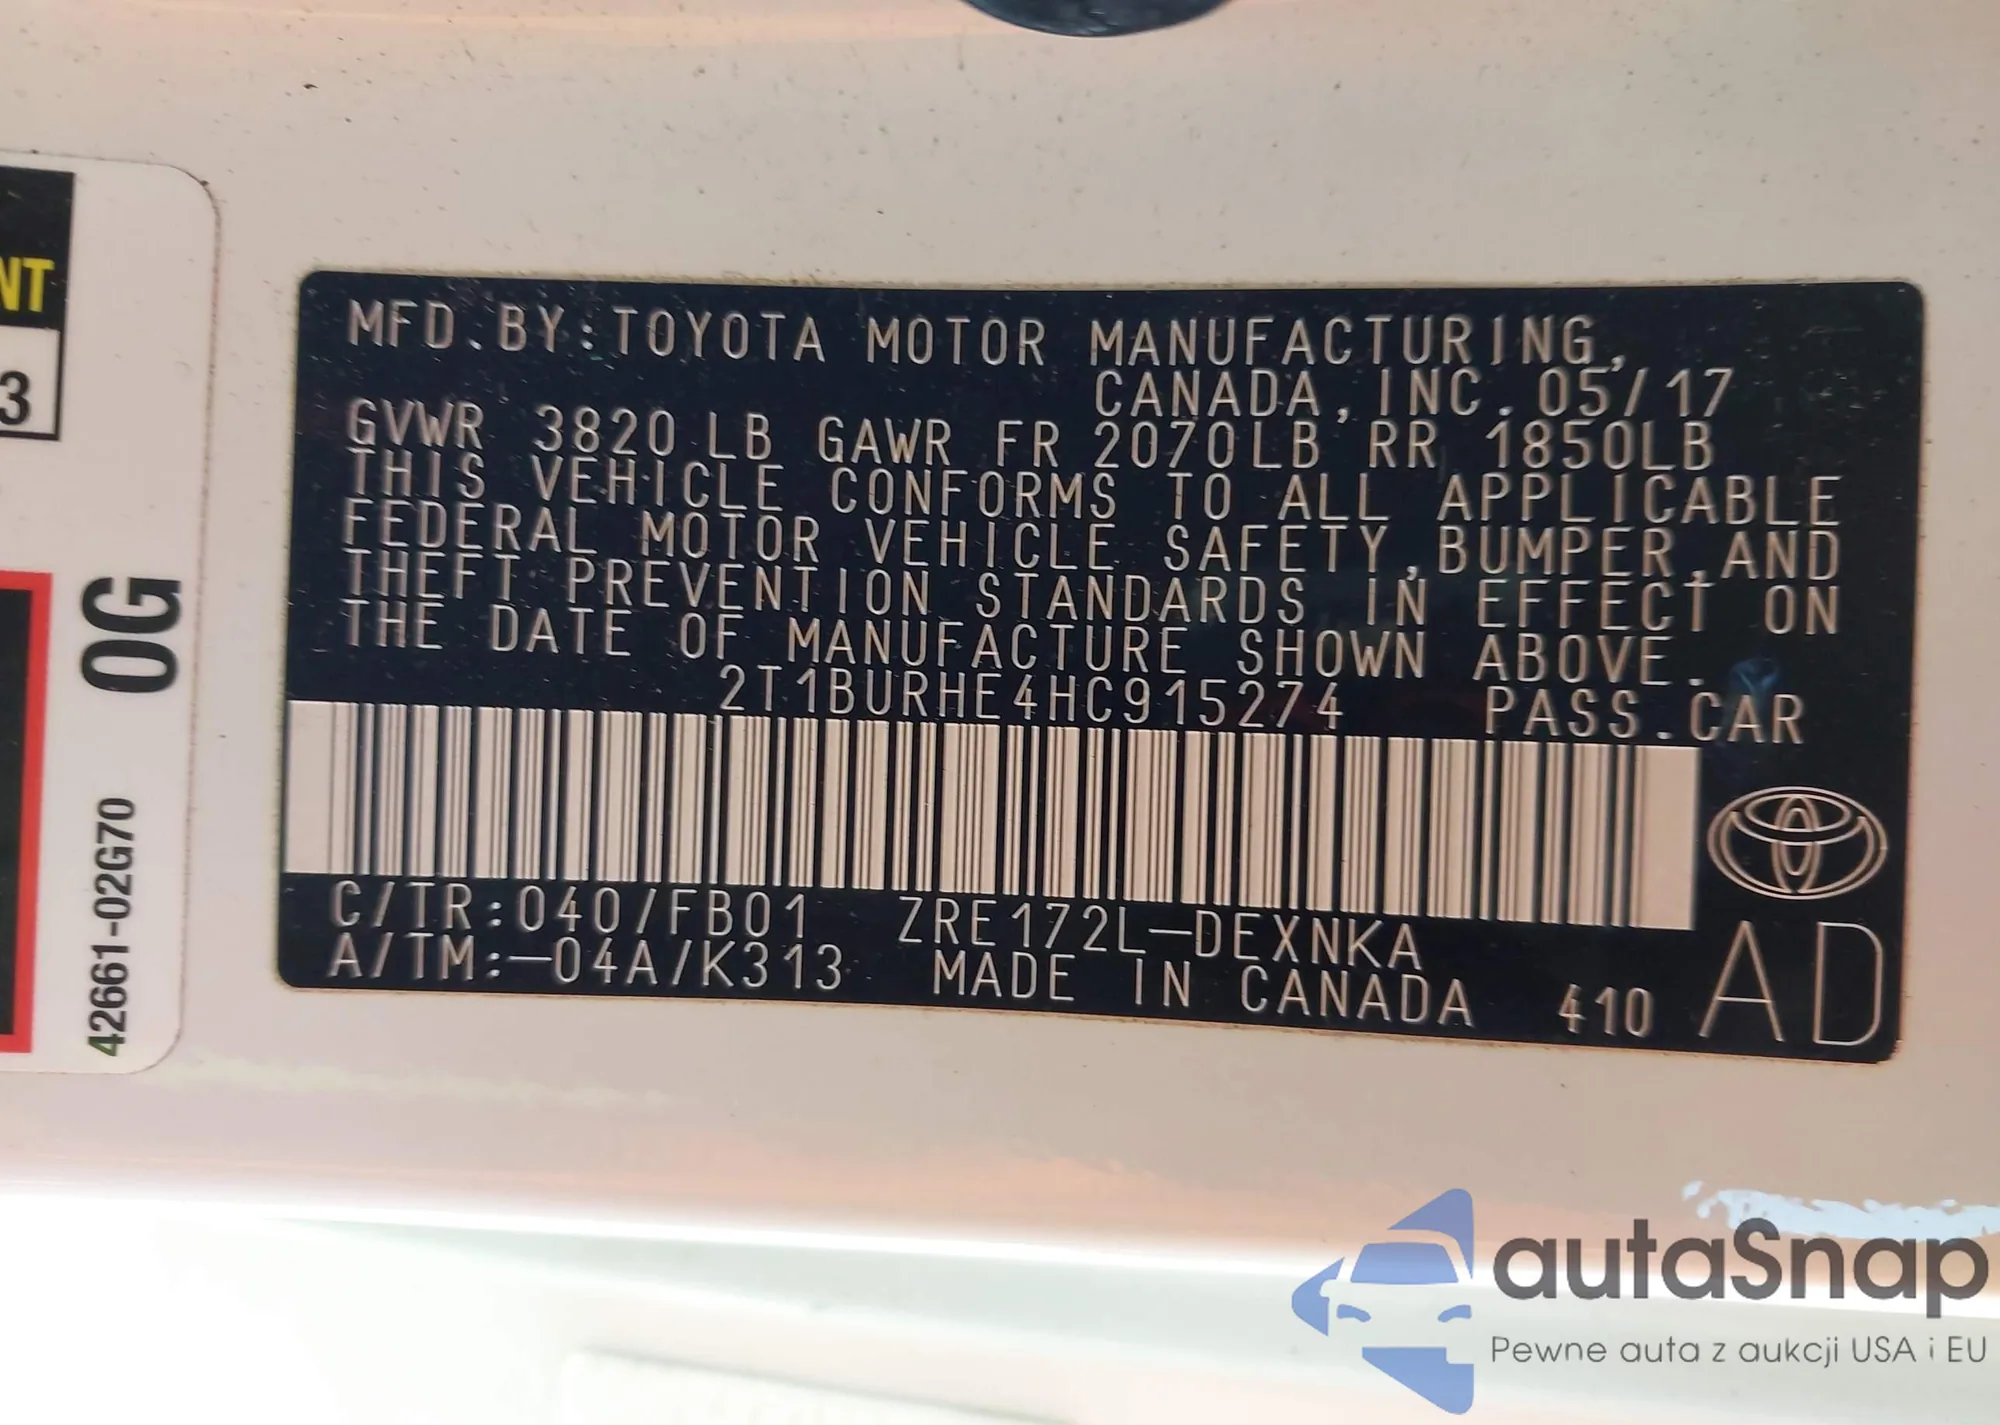 NT
3
0G
42661-02G70
MFD.BY:TOYOTA MOTOR MANUFACTURING,
CANADA,INC.05/17
GVWR 3820LB GAWR FR 2070LB RR 1850LB
THIS VEHICLE CONFORMS TO ALL APPLICABLE
FEDERAL MOTOR VEHICLE SAFETY,BUMPER,AND
THEFT PREVENTION STANDARDS IN EFFECT ON
THE DATE OF MANUFACTURE SHOWN ABOVE.
2T1BURHE4HC915274 PASS.CAR
C/TR:040/FB01 ZRE172L-DEXNKA
A/TM:-04A/K313 MADE IN CANADA 410 AD
autaSnap
Pewne auta z aukcji USA i EU